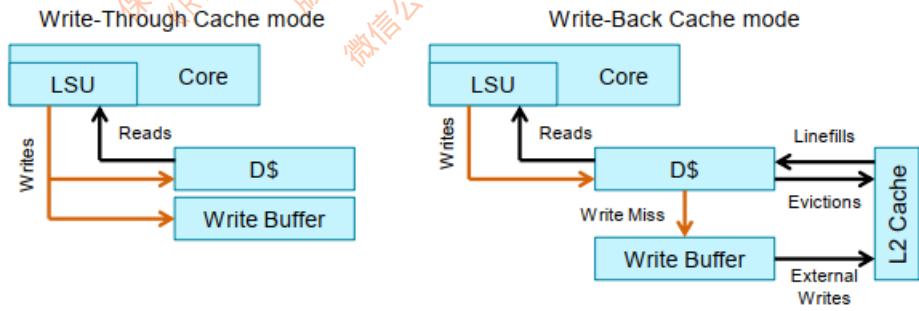 Write-Through Cache mode
Core
LSU
Reads
Writes
D$
Write Buffer
Write-Back Cache mode
Core
LSU
Reads
Writes
Linefills
D$
Evictions
L2 Cache
Write Miss
Write Buffer
External
Writes
微信公